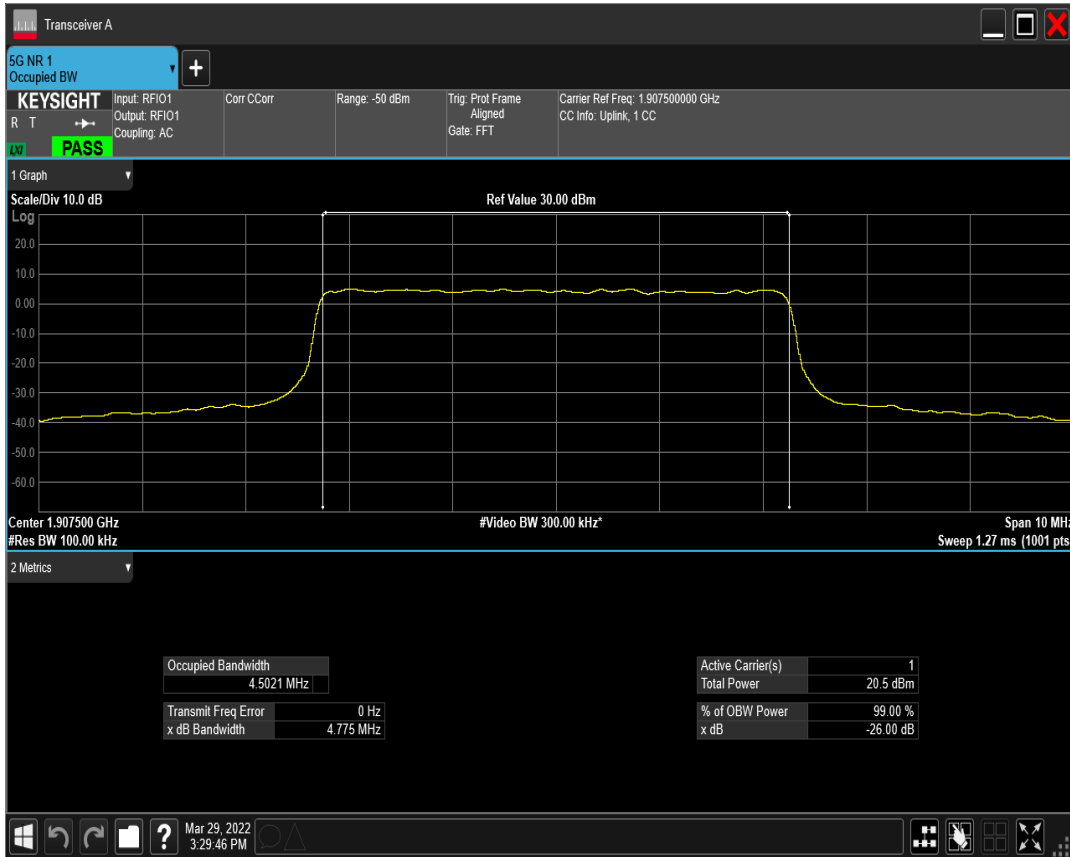 Transceiver A
5G NR 1
Occupied BW
KEYSIGHT
R T
LXI
PASS
Input: RFIO1
Output: RFIO1
Coupling: AC
Corr CCorr
Range: -50 dBm
Trig: Prot Frame
Aligned
Gate: FFT
Carrier Ref Freq: 1.907500000 GHz
CC Info: Uplink, 1 CC
1 Graph
Scale/Div 10.0 dB
Ref Value 30.00 dBm
Log
20.0
10.0
0.00
-10.0
-20.0
-30.0
-40.0
-50.0
-60.0
Center 1.907500 GHz
#Video BW 300.00 kHz*
Span 10 MHz
#Res BW 100.00 kHz
Sweep 1.27 ms (1001 pts
2 Metrics
Occupied Bandwidth
4.5021 MHz
Transmit Freq Error 0 Hz
x dB Bandwidth 4.775 MHz
Active Carrier(s) 1
Total Power 20.5 dBm
% of OBW Power 99.00 %
x dB -26.00 dB
?
Mar 29, 2022
3:29:46 PM